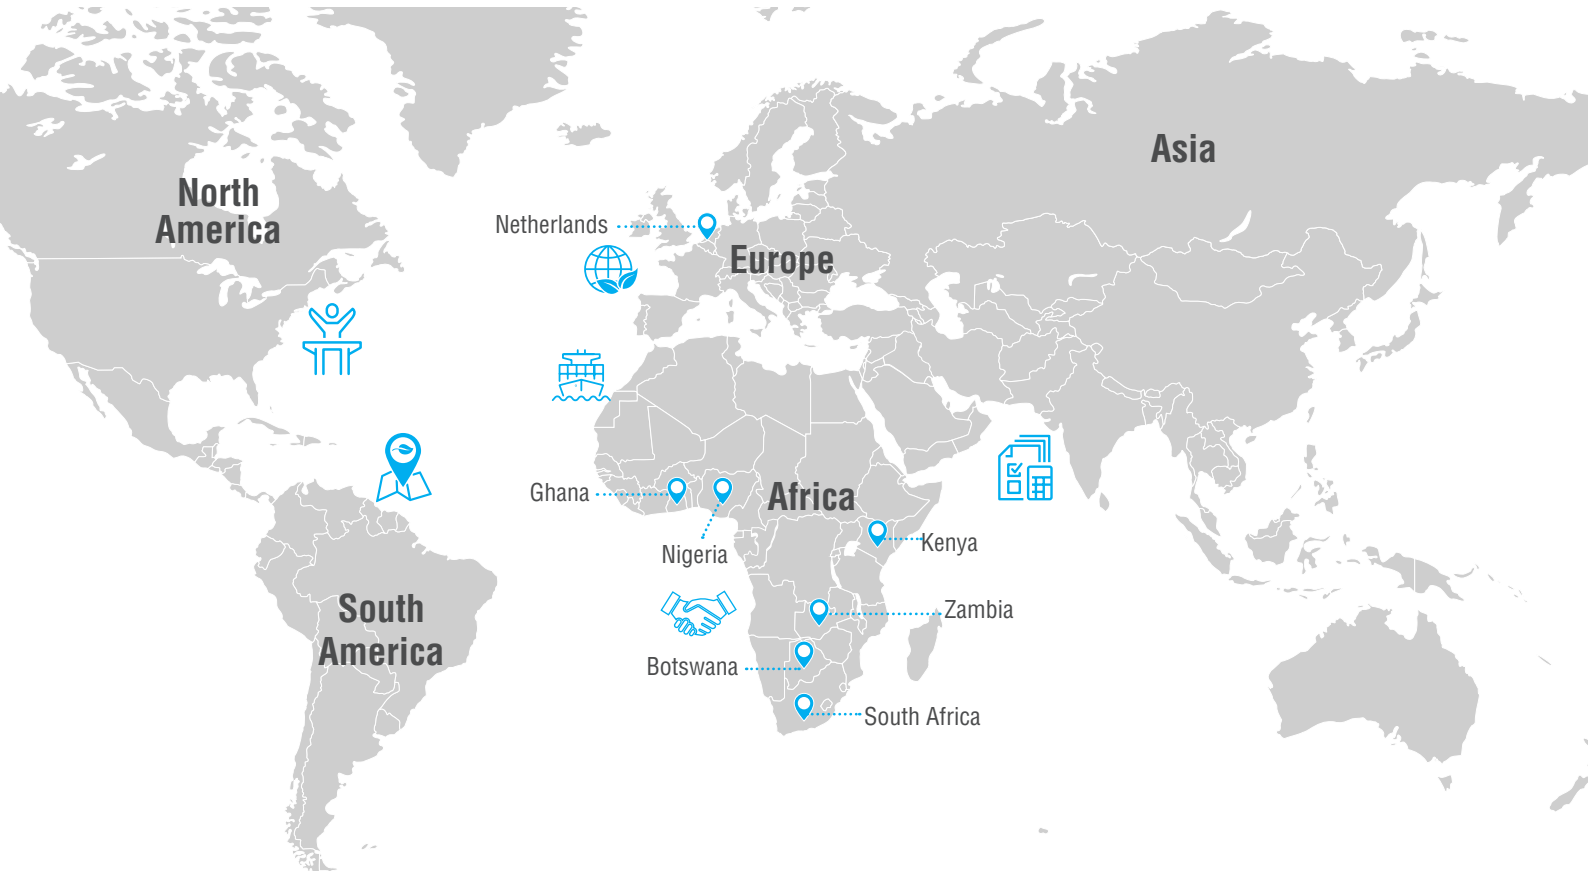 Asia
North
America
Netherlands
Europe
Ghana
Africa
Nigeria
Kenya
South
America
Zambia
Botswana
South Africa